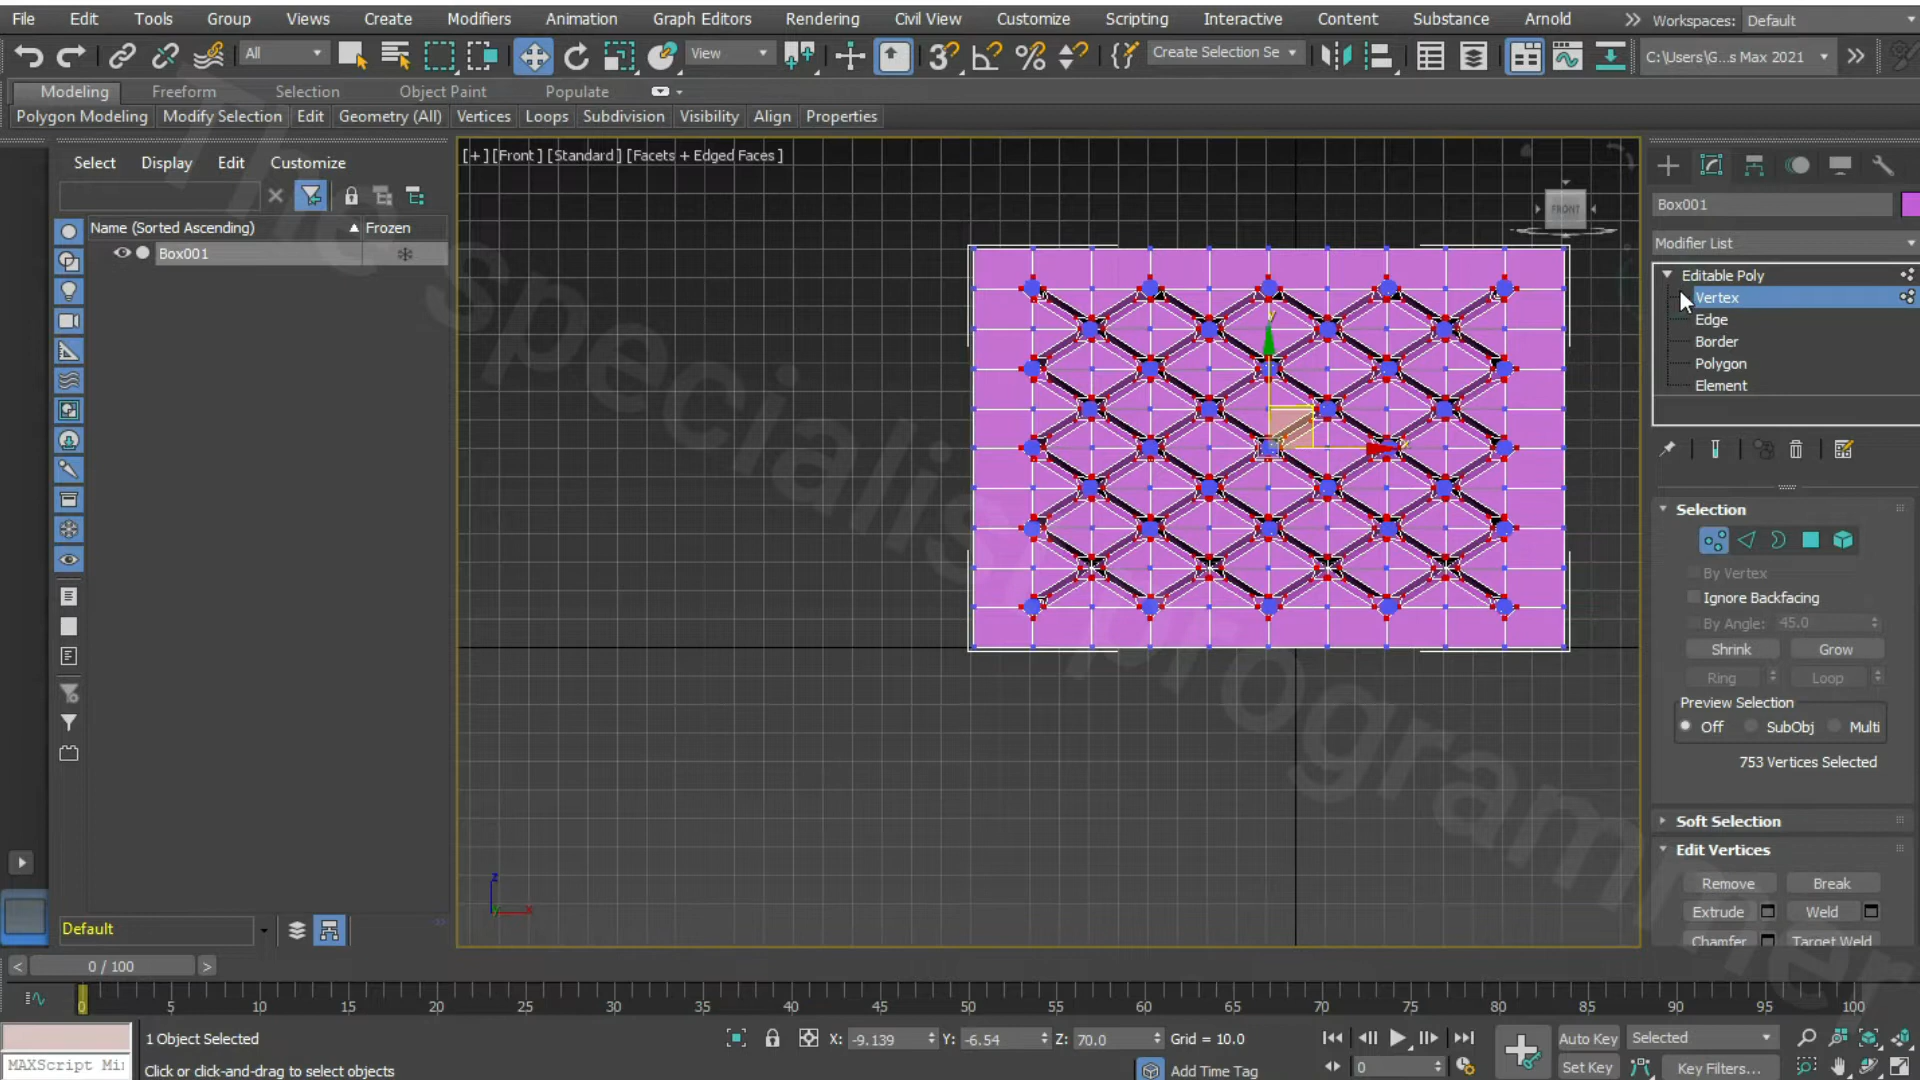 File Edit Tools Group Views Create Modifiers Animation Graph Editors Rendering Civil View Customize Scripting Interactive Content Substance Arnold Workspaces: Default
All View Create Selection Se C:\Users\G...s Max 2021
Modeling Freeform Selection Object Paint Populate
Polygon Modeling Modify Selection Edit Geometry (All) Vertices Loops Subdivision Visibility Align Properties
Select Display Edit Customize
[+] [Front] [Standard] [Facets + Edged Faces]
Name (Sorted Ascending) Frozen
Box001
FRONT
Box001
Modifier List
Editable Poly
Vertex
Edge
Border
Polygon
Element
Selection
By Vertex
Ignore Backfacing
By Angle: 45.0
Shrink Grow
Ring Loop
Preview Selection
Off SubObj Multi
753 Vertices Selected
Soft Selection
Edit Vertices
Remove Break
Extrude Weld
Chamfer Target Weld
The specialist programmer
y
x
z
x
Default
0 / 100
0 5 10 15 20 25 30 35 40 45 50 55 60 65 70 75 80 85 90 95 100
1 Object Selected X: -9.139 Y: -6.54 Z: 70.0 Grid = 10.0 Auto Key Selected
MAXScript Mi Click or click-and-drag to select objects Add Time Tag 0 Set Key Key Filters...